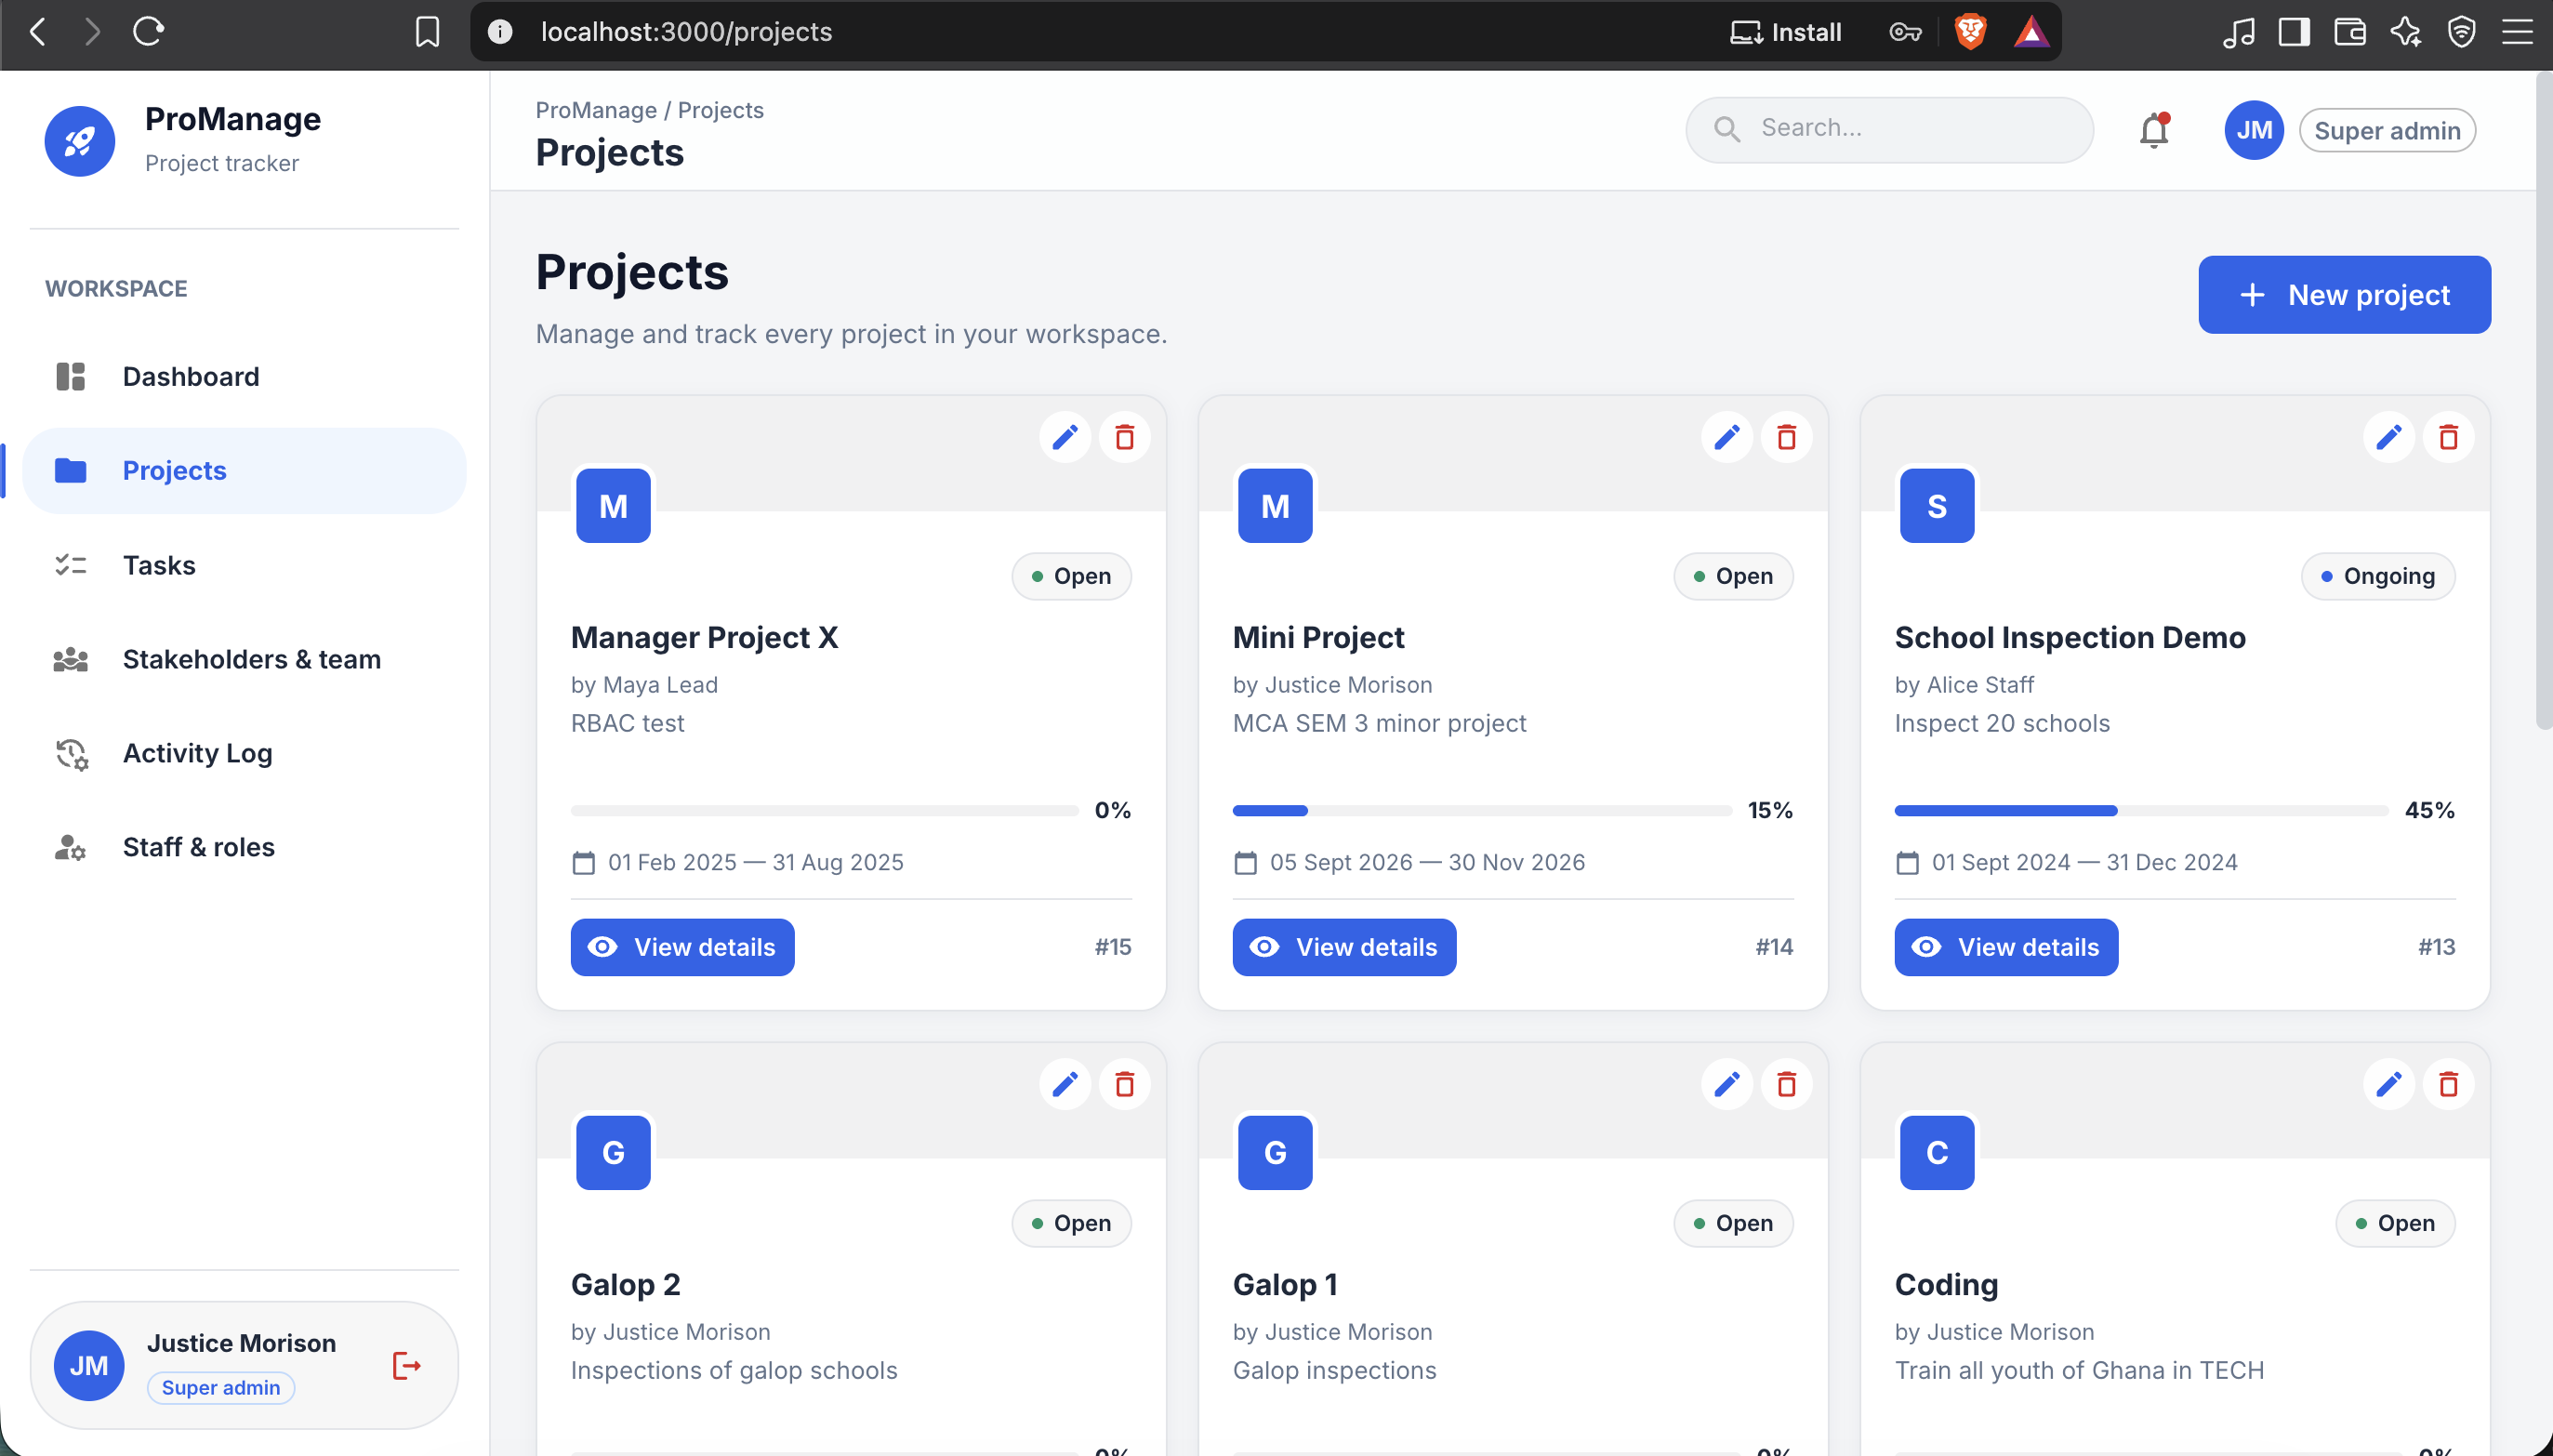 localhost:3000/projects
Install
ProManage
Project tracker
WORKSPACE
Dashboard
Projects
Tasks
Stakeholders & team
Activity Log
Staff & roles
JM
Justice Morison
Super admin
ProManage / Projects
Projects
Search...
JM
Super admin
Projects
Manage and track every project in your workspace.
New project
M
Open
Manager Project X
by Maya Lead
RBAC test
0%
01 Feb 2025 — 31 Aug 2025
View details
#15
M
Open
Mini Project
by Justice Morison
MCA SEM 3 minor project
15%
05 Sept 2026 — 30 Nov 2026
View details
#14
S
Ongoing
School Inspection Demo
by Alice Staff
Inspect 20 schools
45%
01 Sept 2024 — 31 Dec 2024
View details
#13
G
Open
Galop 2
by Justice Morison
Inspections of galop schools
0%
G
Open
Galop 1
by Justice Morison
Galop inspections
0%
C
Open
Coding
by Justice Morison
Train all youth of Ghana in TECH
0%